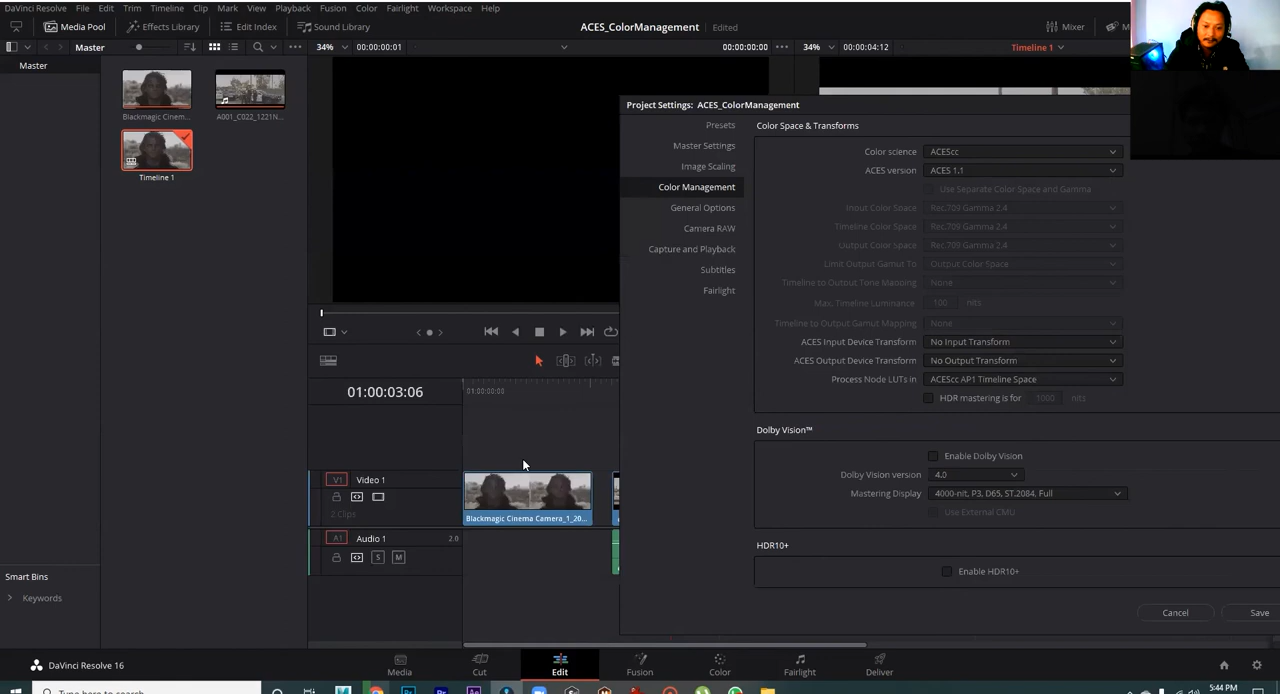 DaVinci Resolve File Edit Trim Timeline Clip Mark View Playback Fusion Color Fairlight Workspace Help
Media Pool Effects Library Edit Index Sound Library ACES_ColorManagement Edited Mixer
Master 34% 00:00:00:01 00:00:00:00 34% 00:00:04:12 Timeline 1
Master
Blackmagic Cinem... A001_C022_1221N...
Timeline 1
Project Settings: ACES_ColorManagement
Presets
Master Settings
Image Scaling
Color Management
General Options
Camera RAW
Capture and Playback
Subtitles
Fairlight
Color Space & Transforms
Color science ACEScc
ACES version ACES 1.1
Use Separate Color Space and Gamma
Input Color Space Rec.709 Gamma 2.4
Timeline Color Space Rec.709 Gamma 2.4
Output Color Space Rec.709 Gamma 2.4
Limit Output Gamut To Output Color Space
Timeline to Output Tone Mapping None
Max. Timeline Luminance 100 nits
Timeline to Output Gamut Mapping None
ACES Input Device Transform No Input Transform
ACES Output Device Transform No Output Transform
Process Node LUTs in ACEScc AP1 Timeline Space
HDR mastering is for 1000 nits
Dolby Vision™
Enable Dolby Vision
Dolby Vision version 4.0
Mastering Display 4000-nit, P3, D65, ST.2084, Full
Use External CMU
HDR10+
Enable HDR10+
Cancel Save
01:00:03:06 01:00:00:00
V1 Video 1
2 Clips
Blackmagic Cinema Camera_1_20...
A1 Audio 1 2.0
S M
Smart Bins
Keywords
DaVinci Resolve 16
Media Cut Edit Fusion Color Fairlight Deliver
Type here to search
5:44 PM